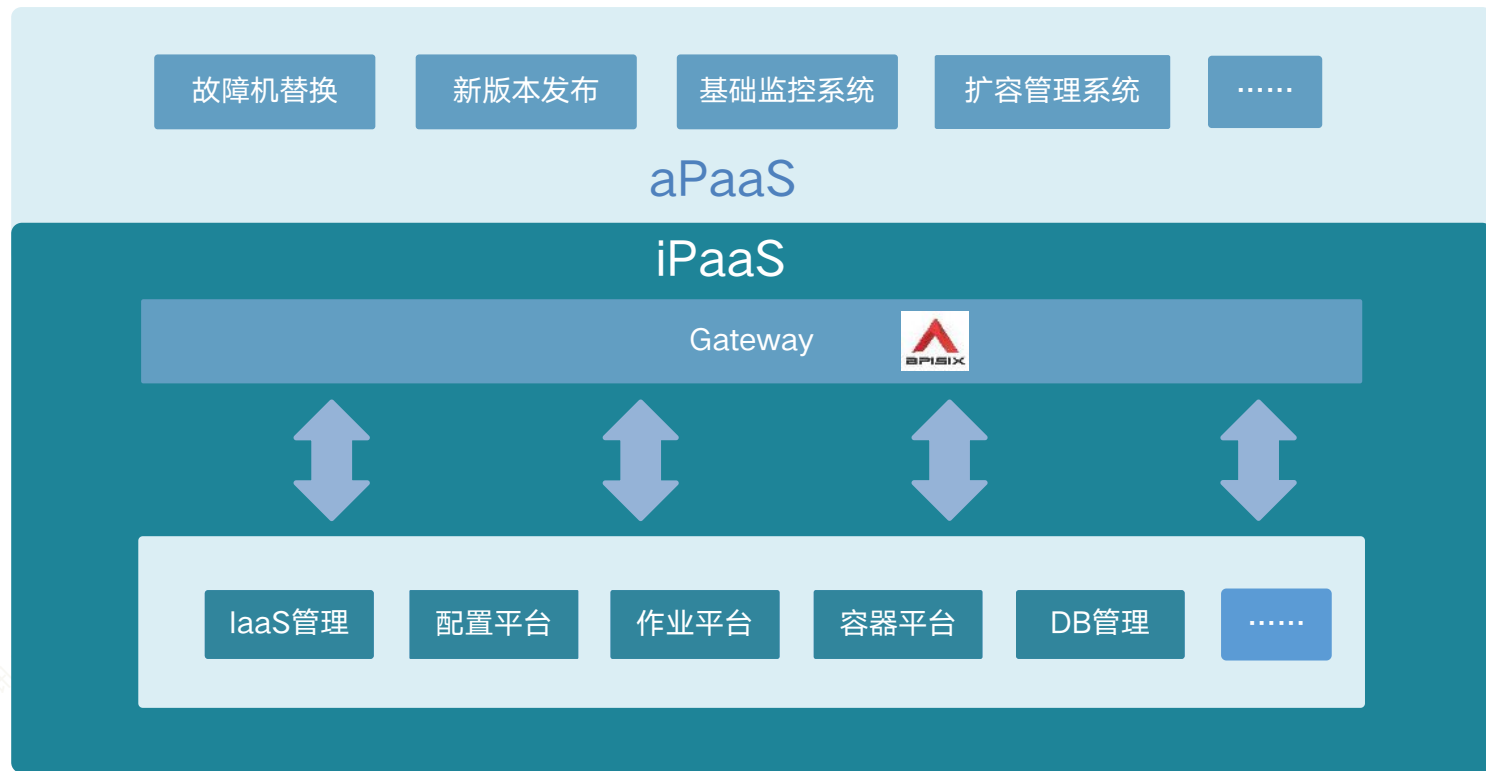 故障机替换
新版本发布
基础监控系统
扩容管理系统
······
aPaaS
iPaaS
Gateway
APISIX
IaaS管理
配置平台
作业平台
容器平台
DB管理
······